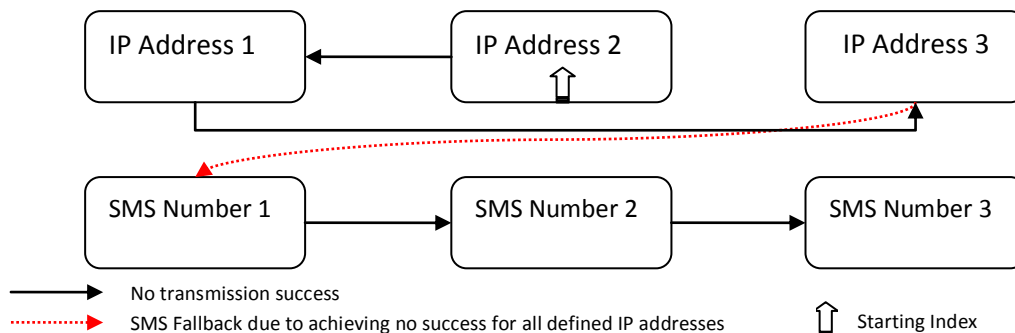 IP Address 1
IP Address 2
IP Address 3
SMS Number 1
SMS Number 2
SMS Number 3
No transmission success
SMS Fallback due to achieving no success for all defined IP addresses
Starting Index